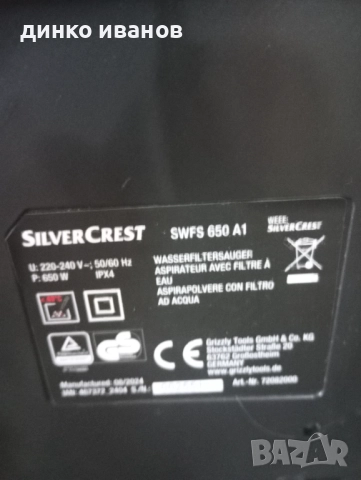 динко иванов
SILVERCREST
SWFS 650 A1
WEEE:
SILVERCREST
U: 220-240 V~; 50/60 Hz
P: 650 W IPX4
WASSERFILTERSAUGER
ASPIRATEUR AVEC FILTRE À
EAU
ASPIRAPOLVERE CON FILTRO
AD ACQUA
CE
Grizzly Tools GmbH & Co. KG
Stockstädter Straße 20
63762 Großostheim
GERMANY
www.grizzlytools.de
Manufactured: 08/2024
IAN: 467372_2404 S./N.:
Art.-Nr. 72082000
BAZAR